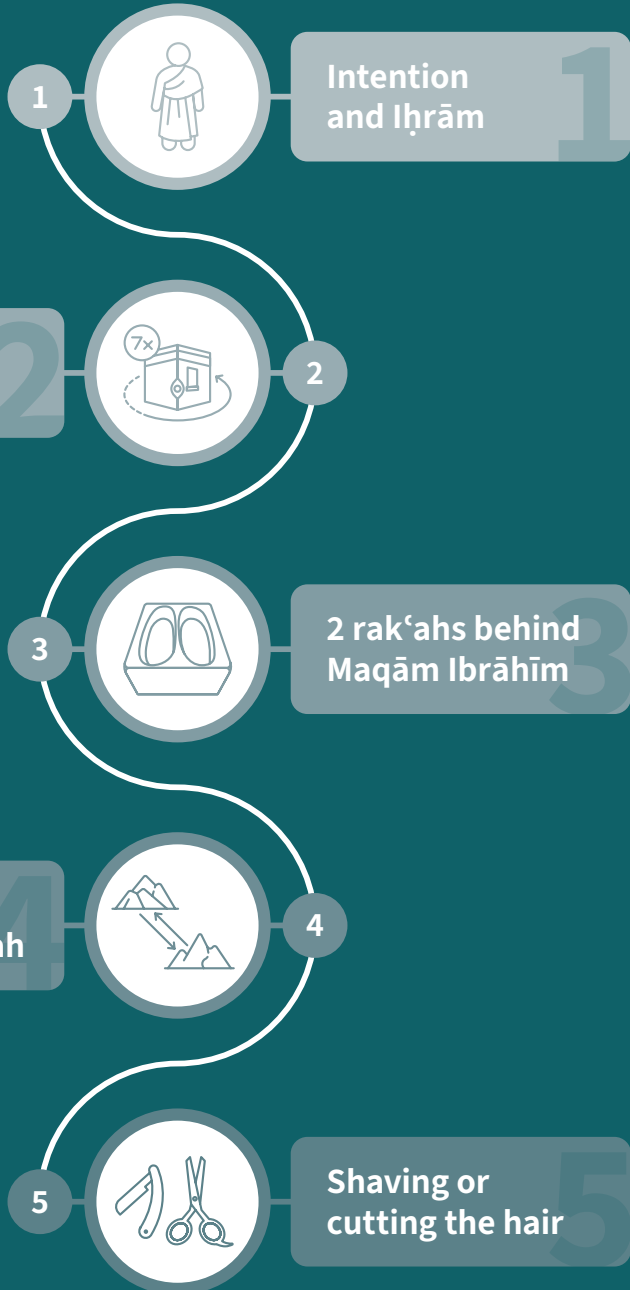 1
Intention
and Iḥrām
1
7x
2
2
3
2 rakʿahs behind
Maqām Ibrāhīm
3
4
ah
4
5
Shaving or
cutting the hair
5